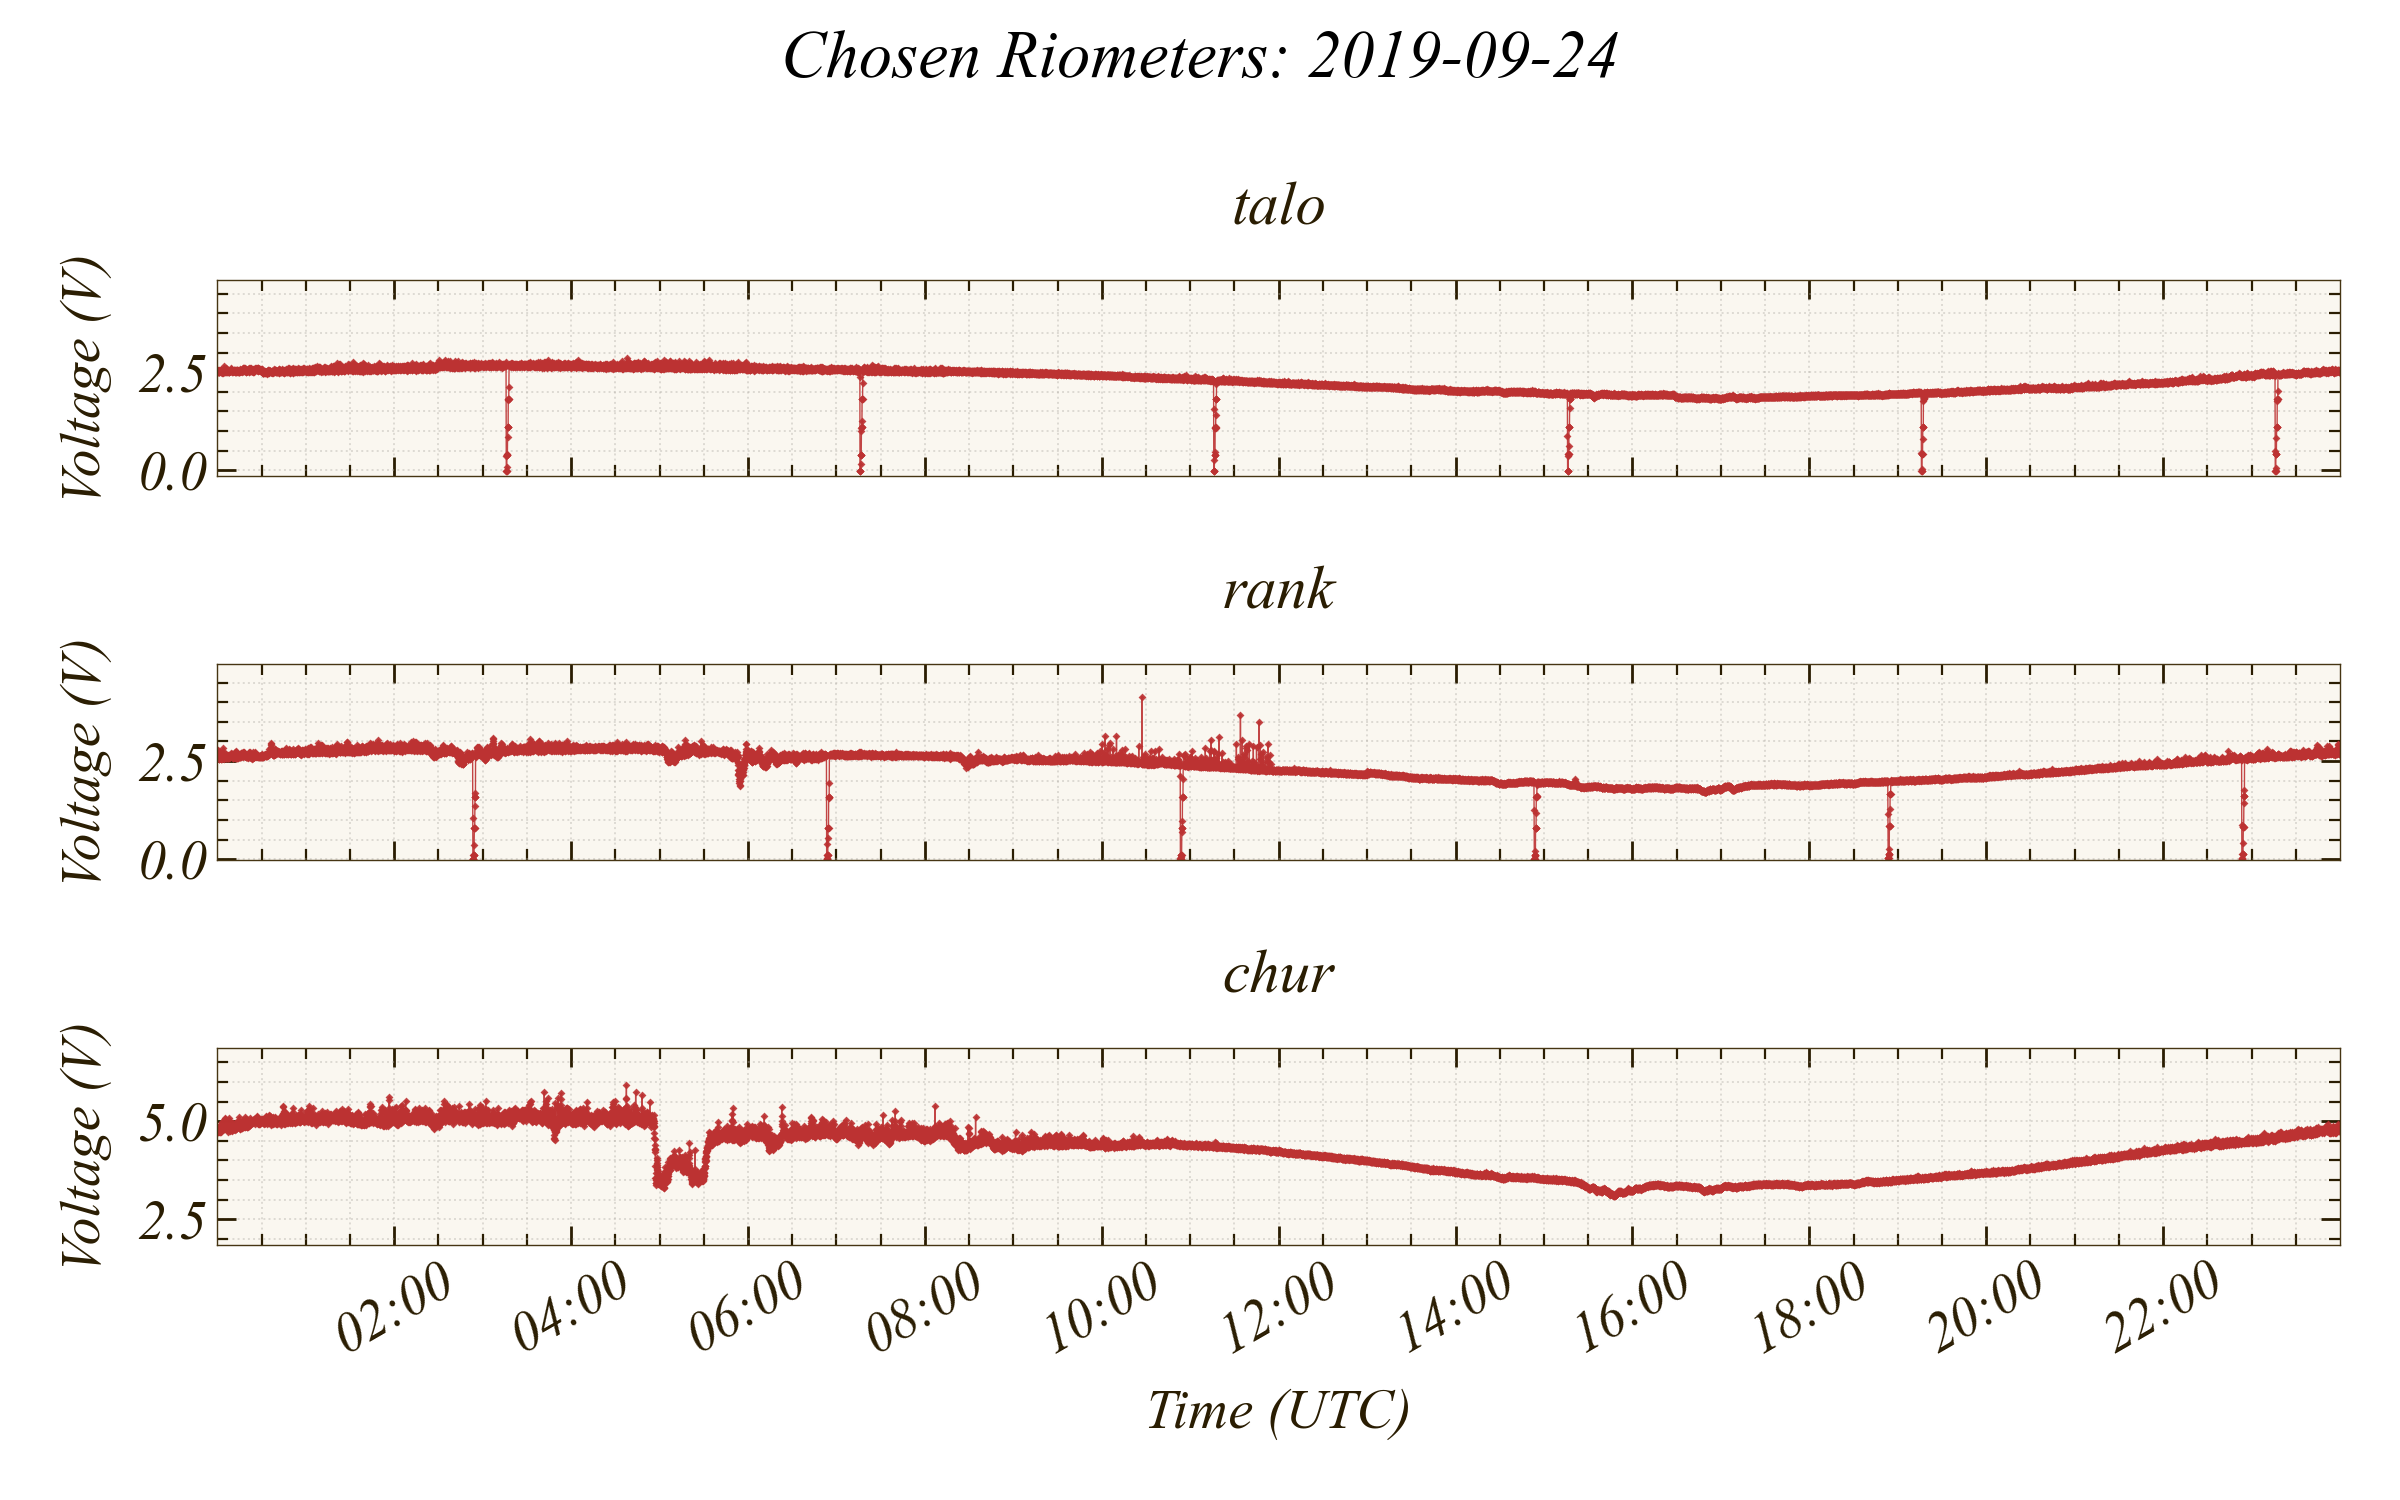 Chosen Riometers: 2019-09-24
talo
Voltage (V)
2.5
0.0
rank
Voltage (V)
2.5
0.0
chur
Voltage (V)
5.0
2.5
02:00 04:00 06:00 08:00 10:00 12:00 14:00 16:00 18:00 20:00 22:00
Time (UTC)